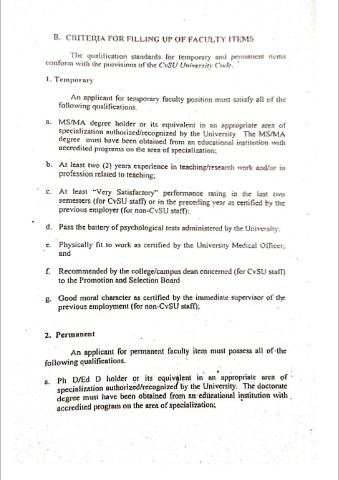 B. CRITERIA FOR FILLING UP OF FACULTY ITEMS
The qualification standards for temporary and permanent items
conform with the provisions of the CvSU University Code.
1. Temporary
An applicant for temporary faculty position must satisfy all of the
following qualifications.
a. MS/MA degree holder or its equivalent in an appropriate area of
specialization authorized/recognized by the University. The MS/MA
degree must have been obtained from an educational institution with
accredited programs on the area of specialization;
b. At least two (2) years experience in teaching/research work and/or in
profession related to teaching;
c. At least "Very Satisfactory" performance rating in the last two
semesters (for CvSU staff) or in the preceding year as certified by the
previous employer (for non-CvSU staff);
d. Pass the battery of psychological tests administered by the University;
e. Physically fit to work as certified by the University Medical Officer;
and
f. Recommended by the college/campus dean concerned (for CvSU staff)
to the Promotion and Selection Board
g. Good moral character as certified by the immediate supervisor of the
previous employment (for non-CvSU staff);
2. Permanent
An applicant for permanent faculty item must possess all of the
following qualifications.
a. Ph D/Ed D holder or its equivalent in an appropriate area of
specialization authorized/recognized by the University. The doctorate
degree must have been obtained from an educational institution with
accredited program on the area of specialization;